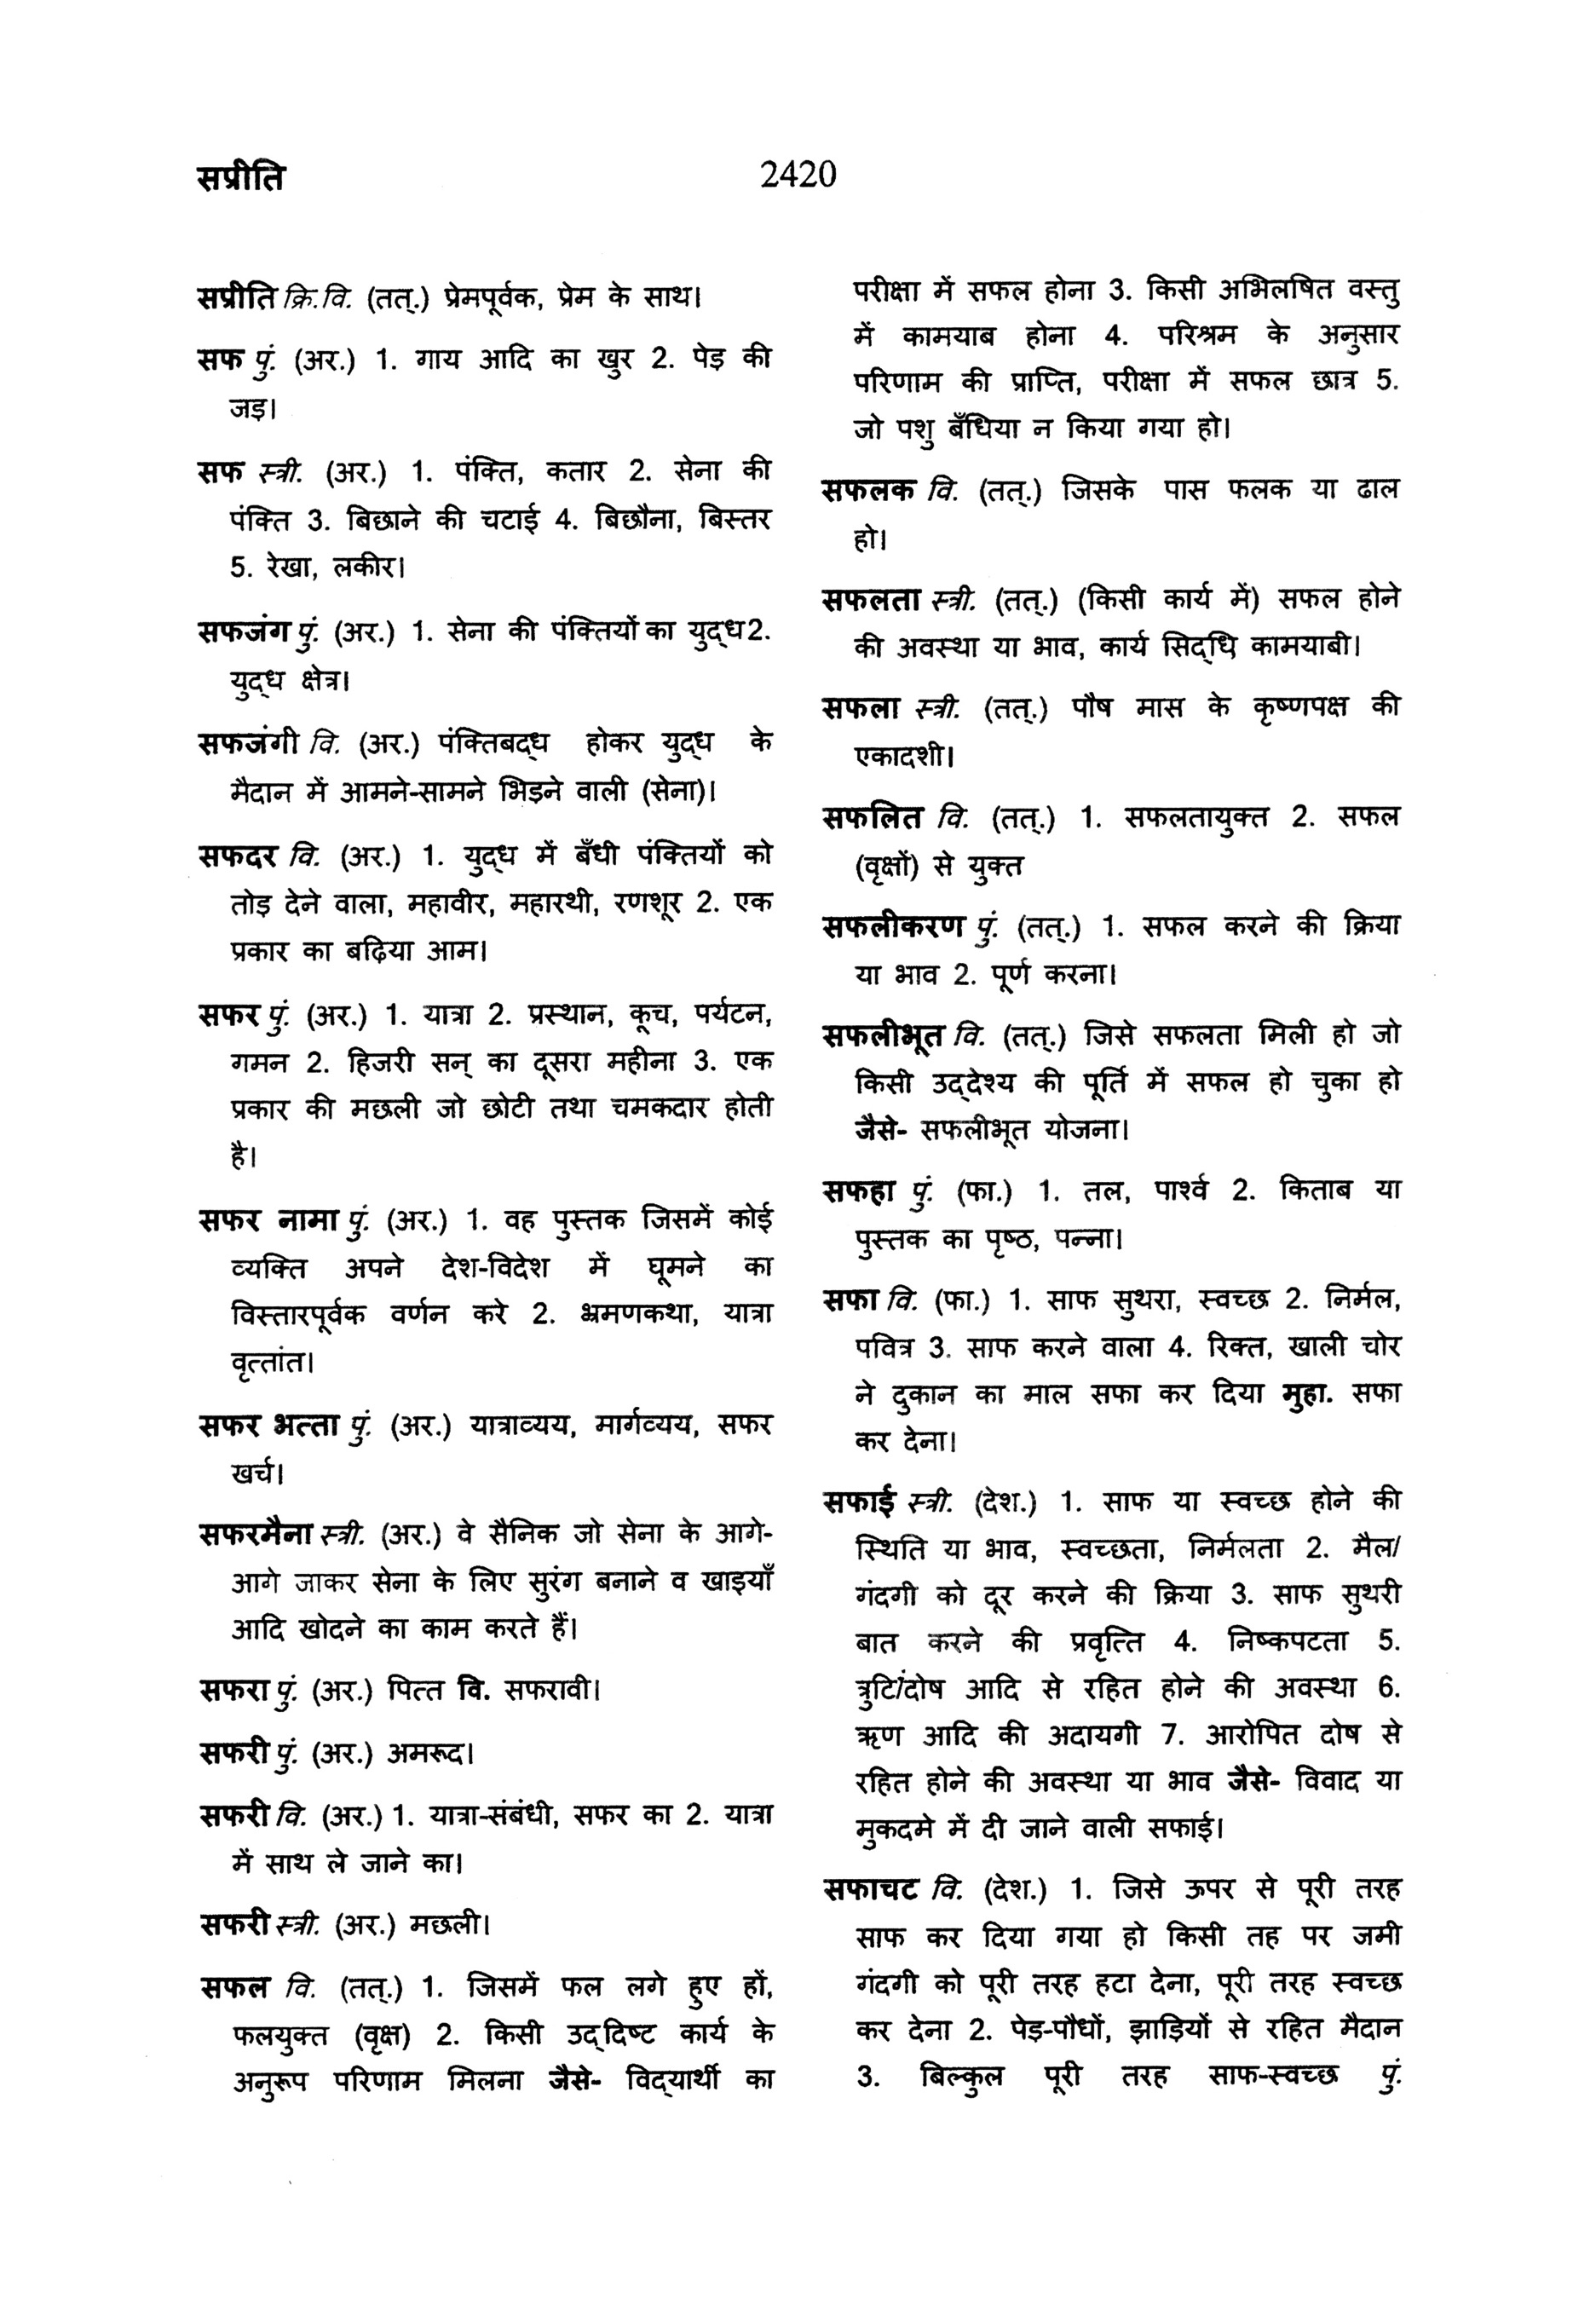 सप्रीति
2420
सप्रीति क्रि.वि. (तत्.) प्रेमपूर्वक, प्रेम के साथ।
सफ पुं. (अर.) 1. गाय आदि का खुर 2. पेड़ की
जड़।
सफ स्त्री. (अर.) 1. पंक्ति, कतार 2. सेना की
पंक्ति 3. बिछाने की चटाई 4. बिछौना, बिस्तर
5. रेखा, लकीर।
सफजंग पुं. (अर.) 1. सेना की पंक्तियों का युद्ध 2.
युद्ध क्षेत्र।
सफजंगी वि. (अर.) पंक्तिबद्ध होकर युद्ध के
मैदान में आमने-सामने भिड़ने वाली (सेना)।
सफदर वि. (अर.) 1. युद्ध में बँधी पंक्तियों को
तोड़ देने वाला, महावीर, महारथी, रणशूर 2. एक
प्रकार का बढ़िया आम।
सफर पुं. (अर.) 1. यात्रा 2. प्रस्थान, कूच, पर्यटन,
गमन 2. हिजरी सन् का दूसरा महीना 3. एक
प्रकार की मछली जो छोटी तथा चमकदार होती
है।
सफर नामा पुं. (अर.) 1. वह पुस्तक जिसमें कोई
व्यक्ति अपने देश-विदेश में घूमने का
विस्तारपूर्वक वर्णन करे 2. भ्रमणकथा, यात्रा
वृत्तांत।
सफर भत्ता पुं. (अर.) यात्राव्यय, मार्गव्यय, सफर
खर्च।
सफरमैना स्त्री. (अर.) वे सैनिक जो सेना के आगे-
आगे जाकर सेना के लिए सुरंग बनाने व खाइयाँ
आदि खोदने का काम करते हैं।
सफरा पुं. (अर.) पित्त वि. सफरावी।
सफरी पुं. (अर.) अमरूद।
सफरी वि. (अर.) 1. यात्रा-संबंधी, सफर का 2. यात्रा
में साथ ले जाने का।
सफरी स्त्री. (अर.) मछली।
सफल वि. (तत्.) 1. जिसमें फल लगे हुए हों,
फलयुक्त (वृक्ष) 2. किसी उद्दिष्ट कार्य के
अनुरूप परिणाम मिलना जैसे- विद्यार्थी का
परीक्षा में सफल होना 3. किसी अभिलषित वस्तु
में कामयाब होना 4. परिश्रम के अनुसार
परिणाम की प्राप्ति, परीक्षा में सफल छात्र 5.
जो पशु बँधिया न किया गया हो।
सफलक वि. (तत्.) जिसके पास फलक या ढाल
हो।
सफलता स्त्री. (तत्.) (किसी कार्य में) सफल होने
की अवस्था या भाव, कार्य सिद्धि कामयाबी।
सफला स्त्री. (तत्.) पौष मास के कृष्णपक्ष की
एकादशी।
सफलित वि. (तत्.) 1. सफलतायुक्त 2. सफल
(वृक्षों) से युक्त
सफलीकरण पुं. (तत्.) 1. सफल करने की क्रिया
या भाव 2. पूर्ण करना।
सफलीभूत वि. (तत्.) जिसे सफलता मिली हो जो
किसी उद्देश्य की पूर्ति में सफल हो चुका हो
जैसे- सफलीभूत योजना।
सफहा पुं. (फा.) 1. तल, पार्श्व 2. किताब या
पुस्तक का पृष्ठ, पन्ना।
सफा वि. (फा.) 1. साफ सुथरा, स्वच्छ 2. निर्मल,
पवित्र 3. साफ करने वाला 4. रिक्त, खाली चोर
ने दुकान का माल सफा कर दिया मुहा. सफा
कर देना।
सफाई स्त्री. (देश.) 1. साफ या स्वच्छ होने की
स्थिति या भाव, स्वच्छता, निर्मलता 2. मैल/
गंदगी को दूर करने की क्रिया 3. साफ सुथरी
बात करने की प्रवृत्ति 4. निष्कपटता 5.
त्रुटि/दोष आदि से रहित होने की अवस्था 6.
ऋण आदि की अदायगी 7. आरोपित दोष से
रहित होने की अवस्था या भाव जैसे- विवाद या
मुकदमे में दी जाने वाली सफाई।
सफाचट वि. (देश.) 1. जिसे ऊपर से पूरी तरह
साफ कर दिया गया हो किसी तह पर जमी
गंदगी को पूरी तरह हटा देना, पूरी तरह स्वच्छ
कर देना 2. पेड़-पौधों, झाड़ियों से रहित मैदान
3. बिल्कुल पूरी तरह साफ-स्वच्छ पुं.